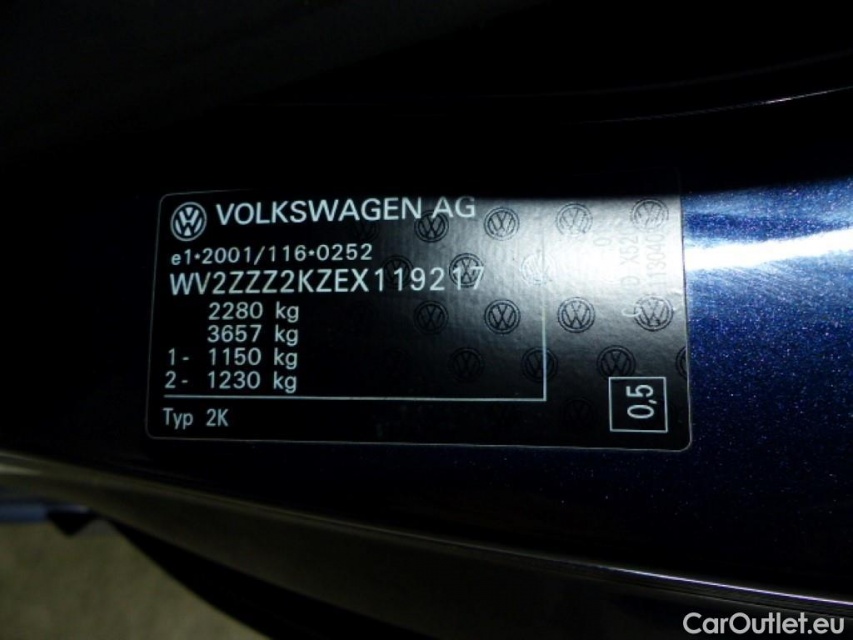 VOLKSWAGEN AG
e1*2001/116*0252
WV2ZZZ2KZEX119217
2280 kg
3657 kg
1- 1150 kg
2- 1230 kg
Typ 2K
0,5
CarOutlet.eu